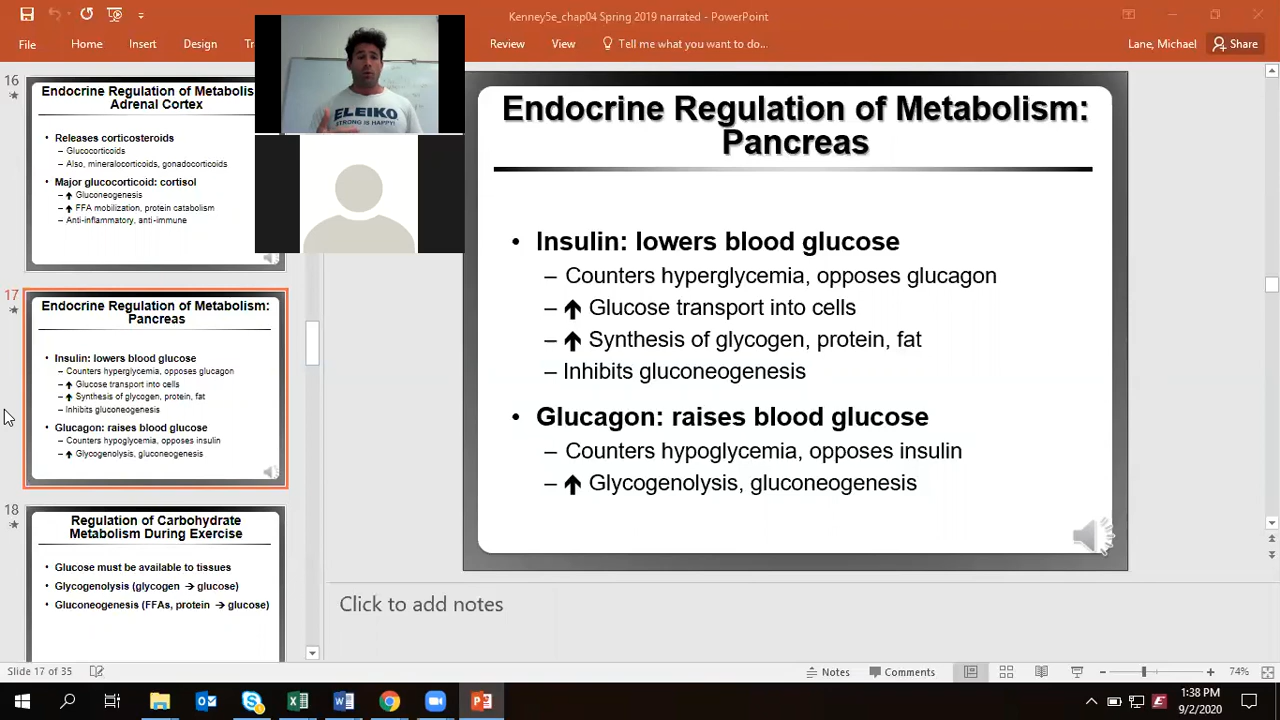 Kenney5e_chap04 Spring 2019 narrated - PowerPoint
File
Home
Insert
Design
Review
View
Tell me what you want to do...
Lane, Michael
Share
ELEIKO
STRONG IS HAPPY!
16
Endocrine Regulation of Metabolis
Adrenal Cortex
• Releases corticosteroids
– Glucocorticoids
– Also, mineralocorticoids, gonadocorticoids
• Major glucocorticoid: cortisol
– ↑ Gluconeogenesis
– ↑ FFA mobilization, protein catabolism
– Anti-inflammatory, anti-immune
17
Endocrine Regulation of Metabolism:
Pancreas
• Insulin: lowers blood glucose
– Counters hyperglycemia, opposes glucagon
– ↑ Glucose transport into cells
– ↑ Synthesis of glycogen, protein, fat
– Inhibits gluconeogenesis
• Glucagon: raises blood glucose
– Counters hypoglycemia, opposes insulin
– ↑ Glycogenolysis, gluconeogenesis
18
Regulation of Carbohydrate
Metabolism During Exercise
• Glucose must be available to tissues
• Glycogenolysis (glycogen → glucose)
• Gluconeogenesis (FFAs, protein → glucose)
Endocrine Regulation of Metabolism:
Pancreas
• Insulin: lowers blood glucose
– Counters hyperglycemia, opposes glucagon
– ↑ Glucose transport into cells
– ↑ Synthesis of glycogen, protein, fat
– Inhibits gluconeogenesis
• Glucagon: raises blood glucose
– Counters hypoglycemia, opposes insulin
– ↑ Glycogenolysis, gluconeogenesis
Click to add notes
Slide 17 of 35
Notes
Comments
74%
1:38 PM
9/2/2020